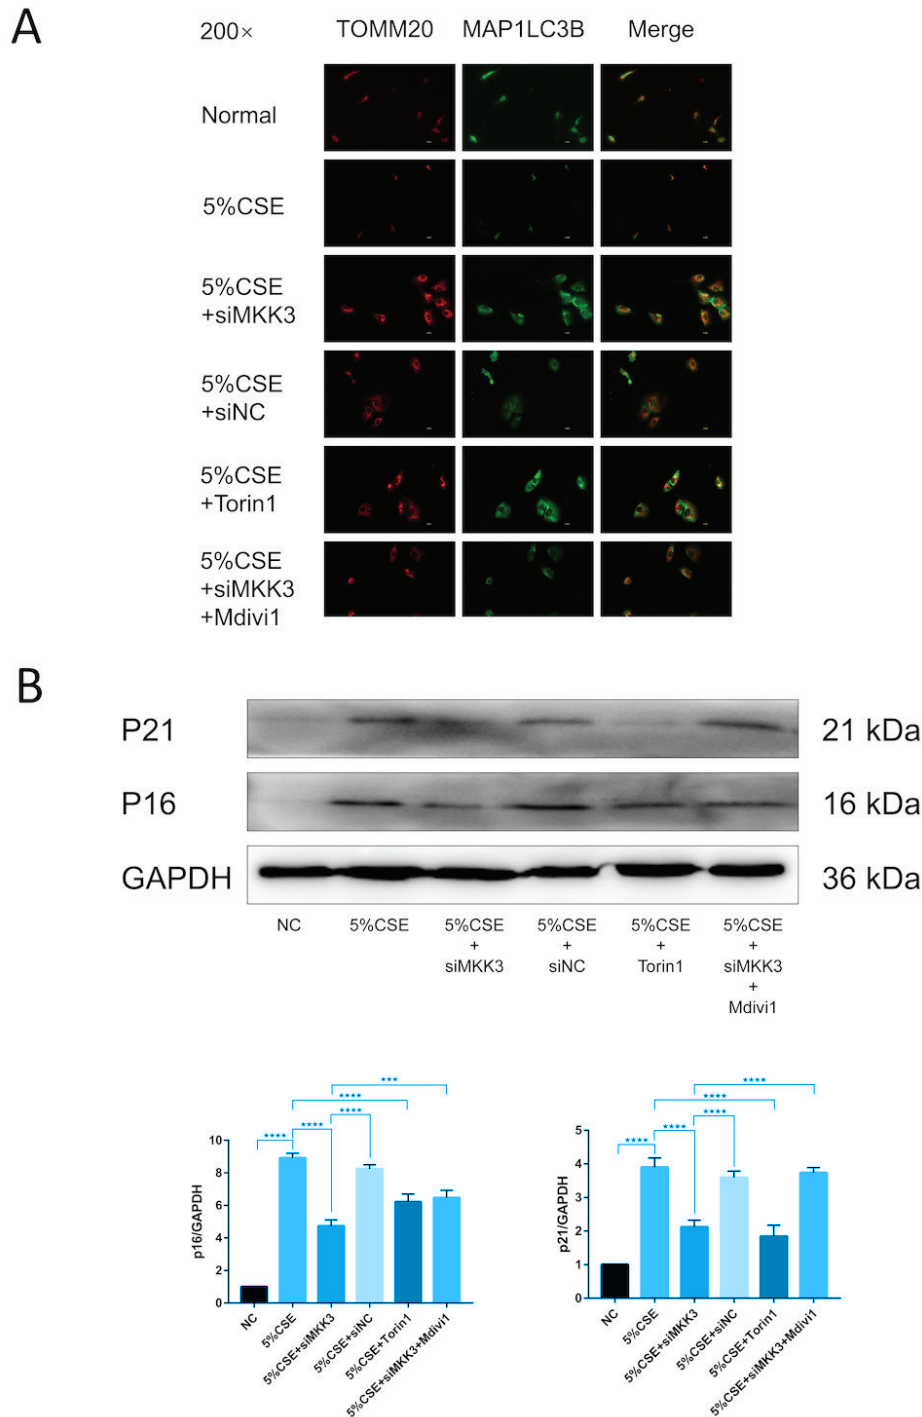 A
200× TOMM20 MAP1LC3B Merge
Normal
5%CSE
5%CSE
+siMKK3
5%CSE
+siNC
5%CSE
+Torin1
5%CSE
+siMKK3
+Mdivi1
B
P21 21 kDa
P16 16 kDa
GAPDH 36 kDa
NC 5%CSE 5%CSE 5%CSE 5%CSE 5%CSE
+ + + +
siMKK3 siNC Torin1 siMKK3
+
Mdivi1
***
****
****
**** ****
p16/GAPDH
10
8
6
4
2
0
NC
5%CSE
5%CSE+siMKK3
5%CSE+siNC
5%CSE+Torin1
5%CSE+siMKK3+Mdivi1
****
****
****
**** ****
p21/GAPDH
5
4
3
2
1
0
NC
5%CSE
5%CSE+siMKK3
5%CSE+siNC
5%CSE+Torin1
5%CSE+siMKK3+Mdivi1